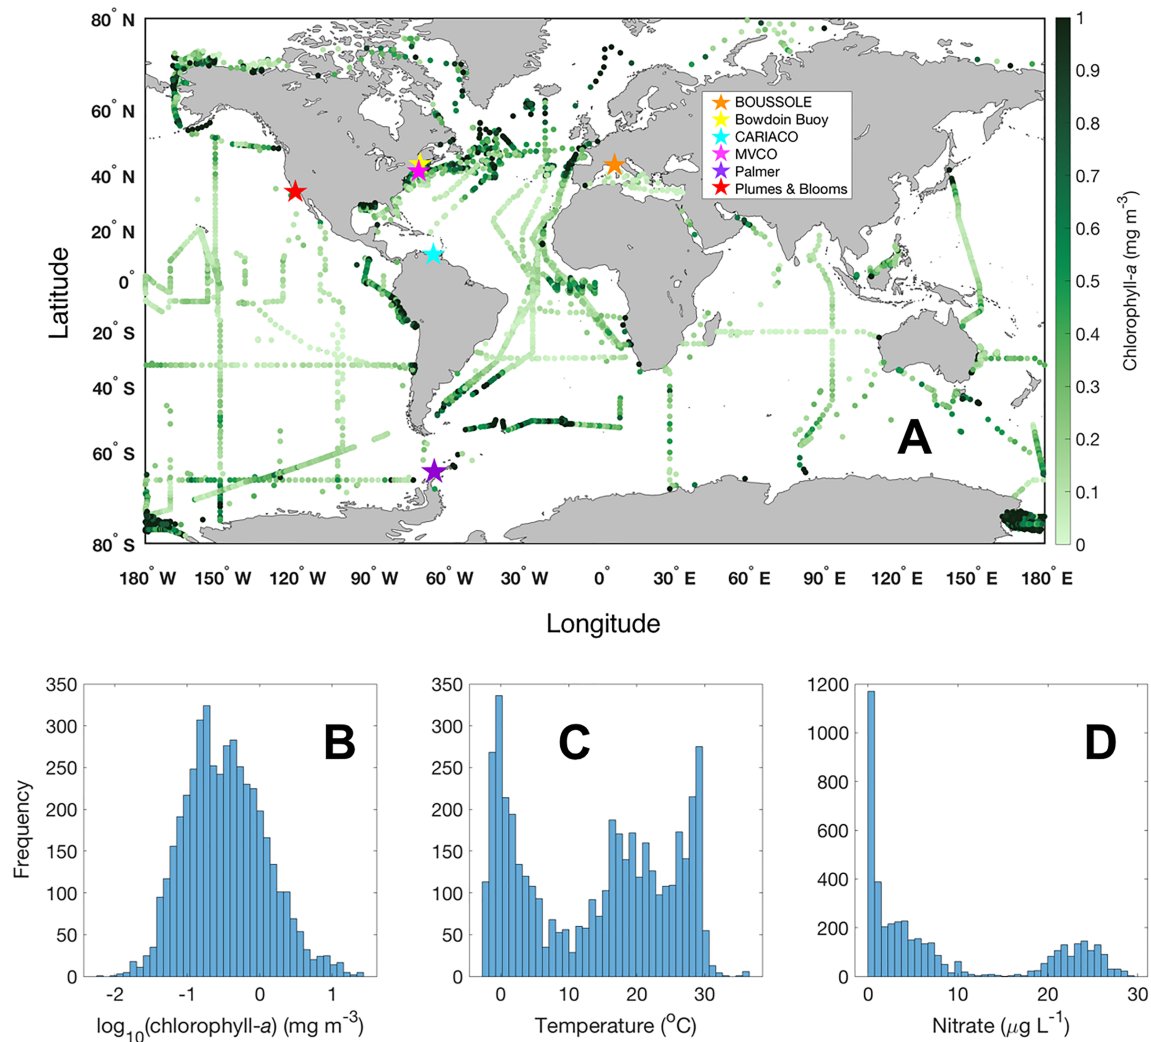 80° N
60° N
40° N
20° N
0°
20° S
40° S
60° S
80° S
Latitude
180° W 150° W 120° W 90° W 60° W 30° W 0° 30° E 60° E 90° E 120° E 150° E 180° E
Longitude
BOUSSOLE
Bowdoin Buoy
CARIACO
MVCO
Palmer
Plumes & Blooms
A
1
0.9
0.8
0.7
0.6
0.5
0.4
0.3
0.2
0.1
0
Chlorophyll-a (mg m⁻³)
350
300
250
200
150
100
50
0
Frequency
B
-2 -1 0 1
log₁₀(chlorophyll-a) (mg m⁻³)
350
300
250
200
150
100
50
0
C
0 10 20 30
Temperature (°C)
1200
1000
800
600
400
200
0
D
0 10 20 30
Nitrate (μg L⁻¹)